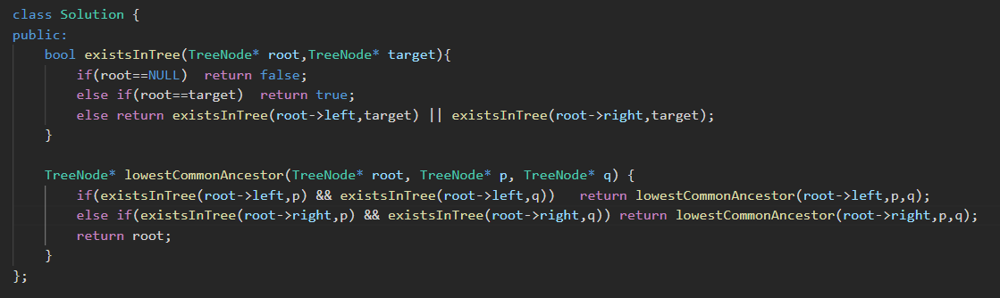 class Solution {
public:
    bool existsInTree(TreeNode* root,TreeNode* target){
        if(root==NULL)  return false;
        else if(root==target)  return true;
        else return existsInTree(root->left,target) || existsInTree(root->right,target);
    }

    TreeNode* lowestCommonAncestor(TreeNode* root, TreeNode* p, TreeNode* q) {
        if(existsInTree(root->left,p) && existsInTree(root->left,q))   return lowestCommonAncestor(root->left,p,q);
        else if(existsInTree(root->right,p) && existsInTree(root->right,q)) return lowestCommonAncestor(root->right,p,q);
        return root;
    }
};